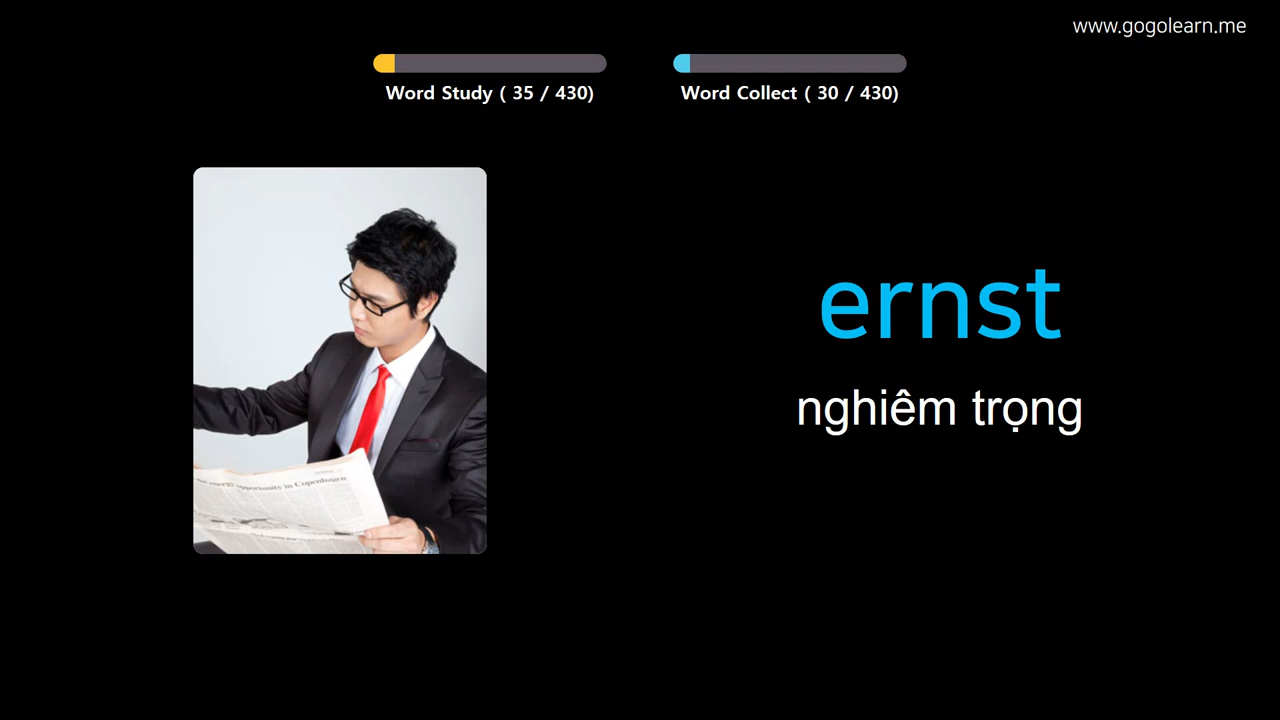 www.gogolearn.me
Word Study ( 35 / 430)
Word Collect ( 30 / 430)
ernst
nghiêm trọng
opportunity in Copenhagen